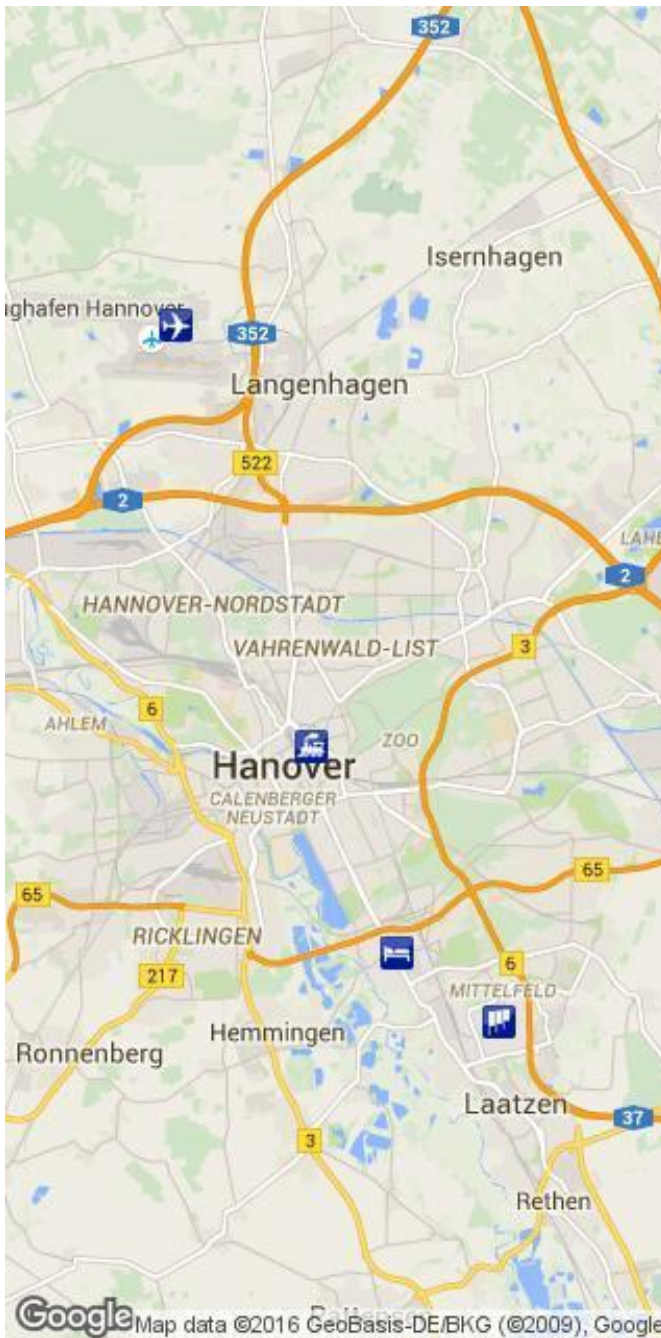 352
Isernhagen
ghafen Hannover
352
Langenhagen
522
2
LAHE
2
HANNOVER-NORDSTADT
VAHRENWALD-LIST
3
6
AHLEM
ZOO
Hanover
CALENBERGER
NEUSTADT
65
65
RICKLINGEN
217
6
MITTELFELD
Hemmingen
Ronnenberg
Laatzen
37
3
Rethen
Google
Map data ©2016 GeoBasis-DE/BKG (©2009), Google